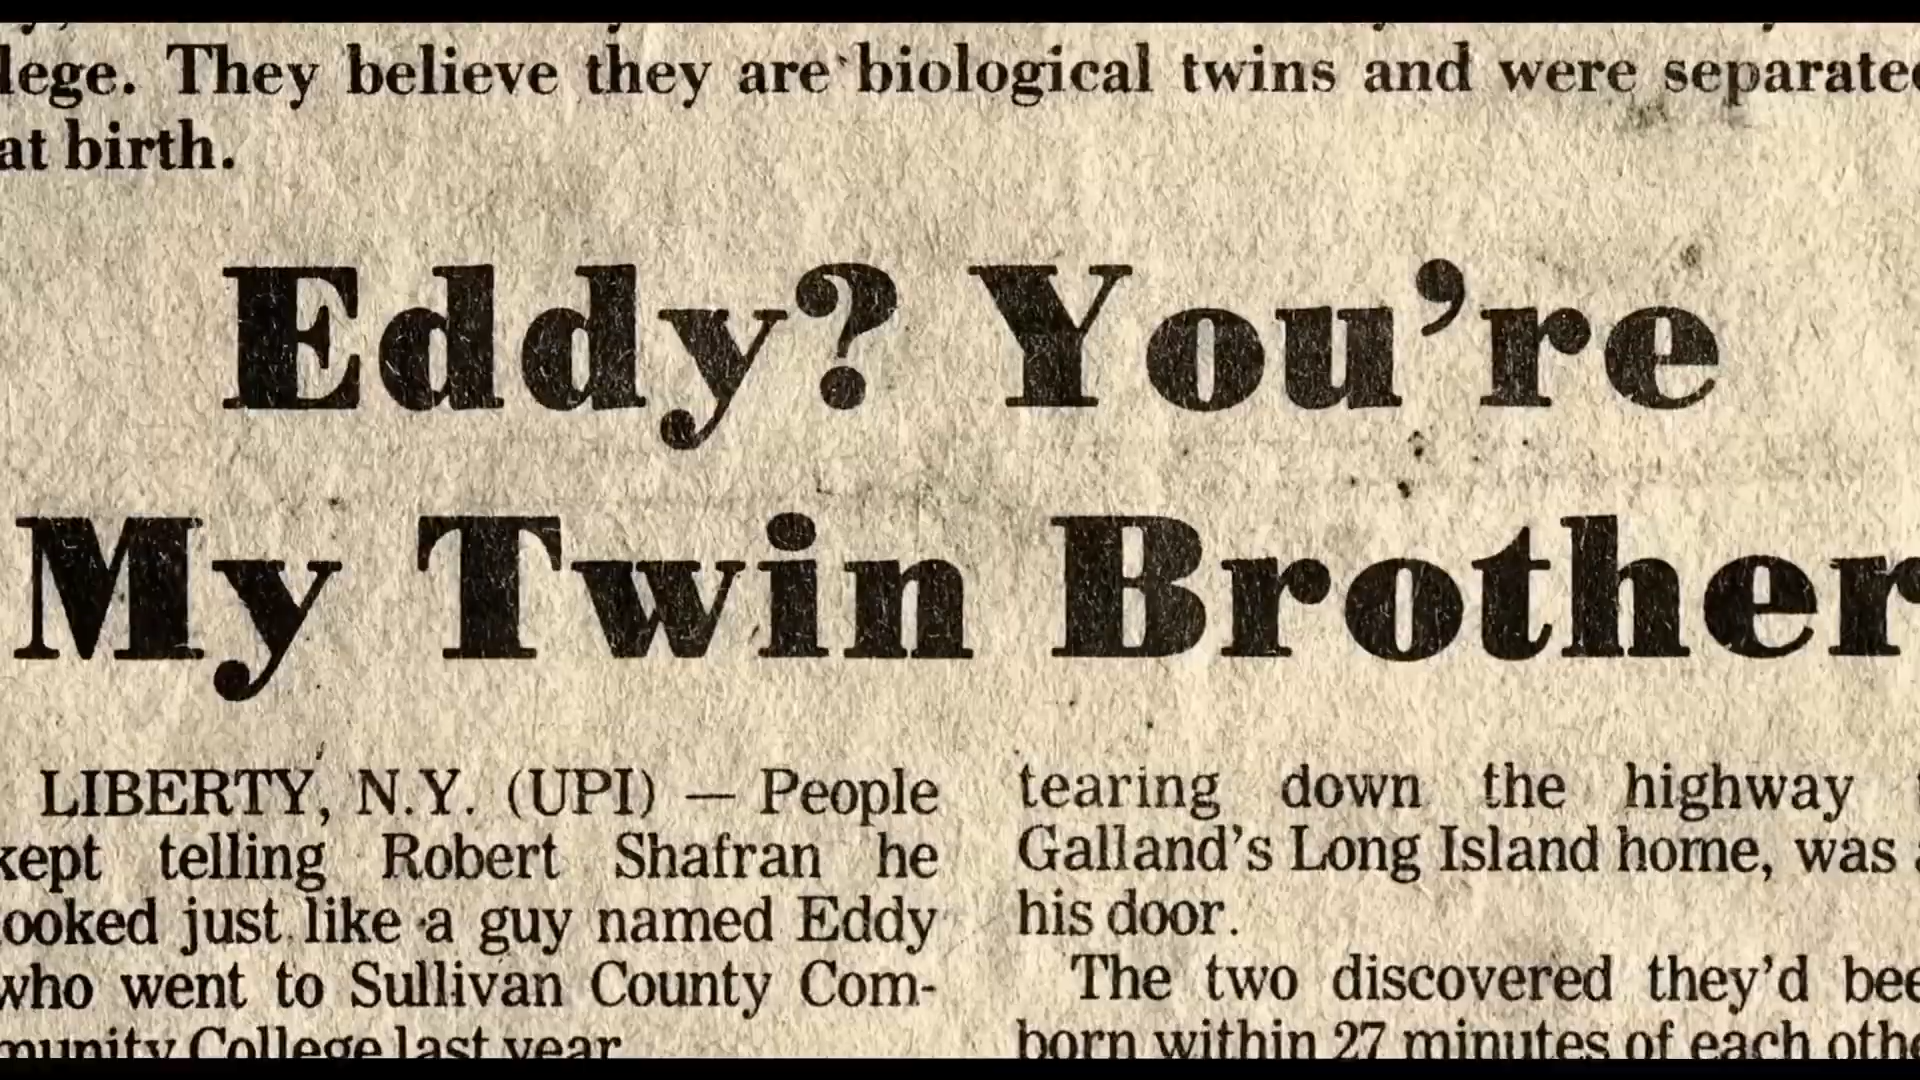 lege. They believe they are biological twins and were separated
at birth.
Eddy? You're
My Twin Brother
LIBERTY, N.Y. (UPI) — People
kept telling Robert Shafran he
looked just like a guy named Eddy
who went to Sullivan County Com-
munity College last year.
tearing down the highway
Galland's Long Island home, was
his door.
The two discovered they'd been
born within 27 minutes of each other